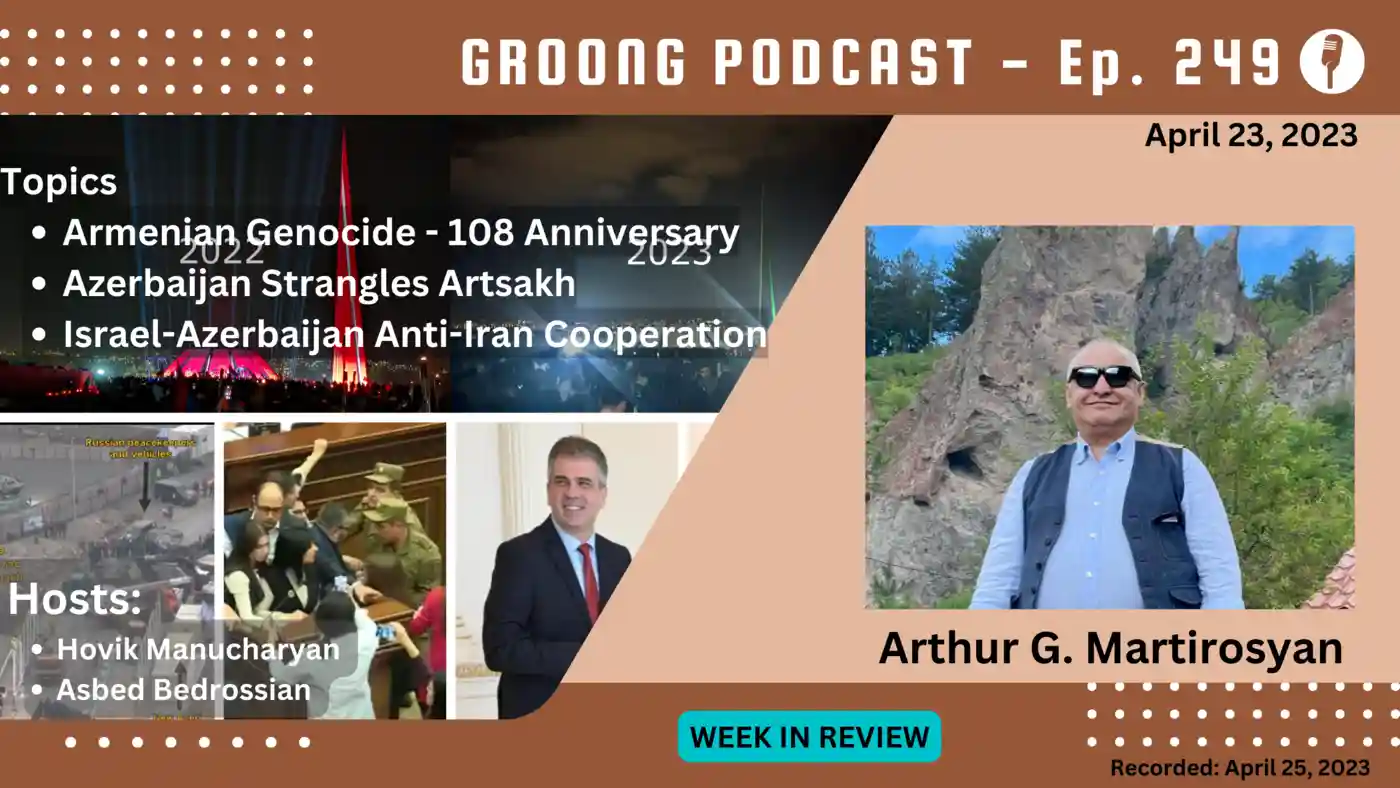 GROONG PODCAST - Ep. 249
April 23, 2023
Topics
• Armenian Genocide - 108 Anniversary
2022
2023
• Azerbaijan Strangles Artsakh
• Israel-Azerbaijan Anti-Iran Cooperation
Russian peacekeepers
and vehicles
Hosts:
• Hovik Manucharyan
• Asbed Bedrossian
Arthur G. Martirosyan
WEEK IN REVIEW
Recorded: April 25, 2023